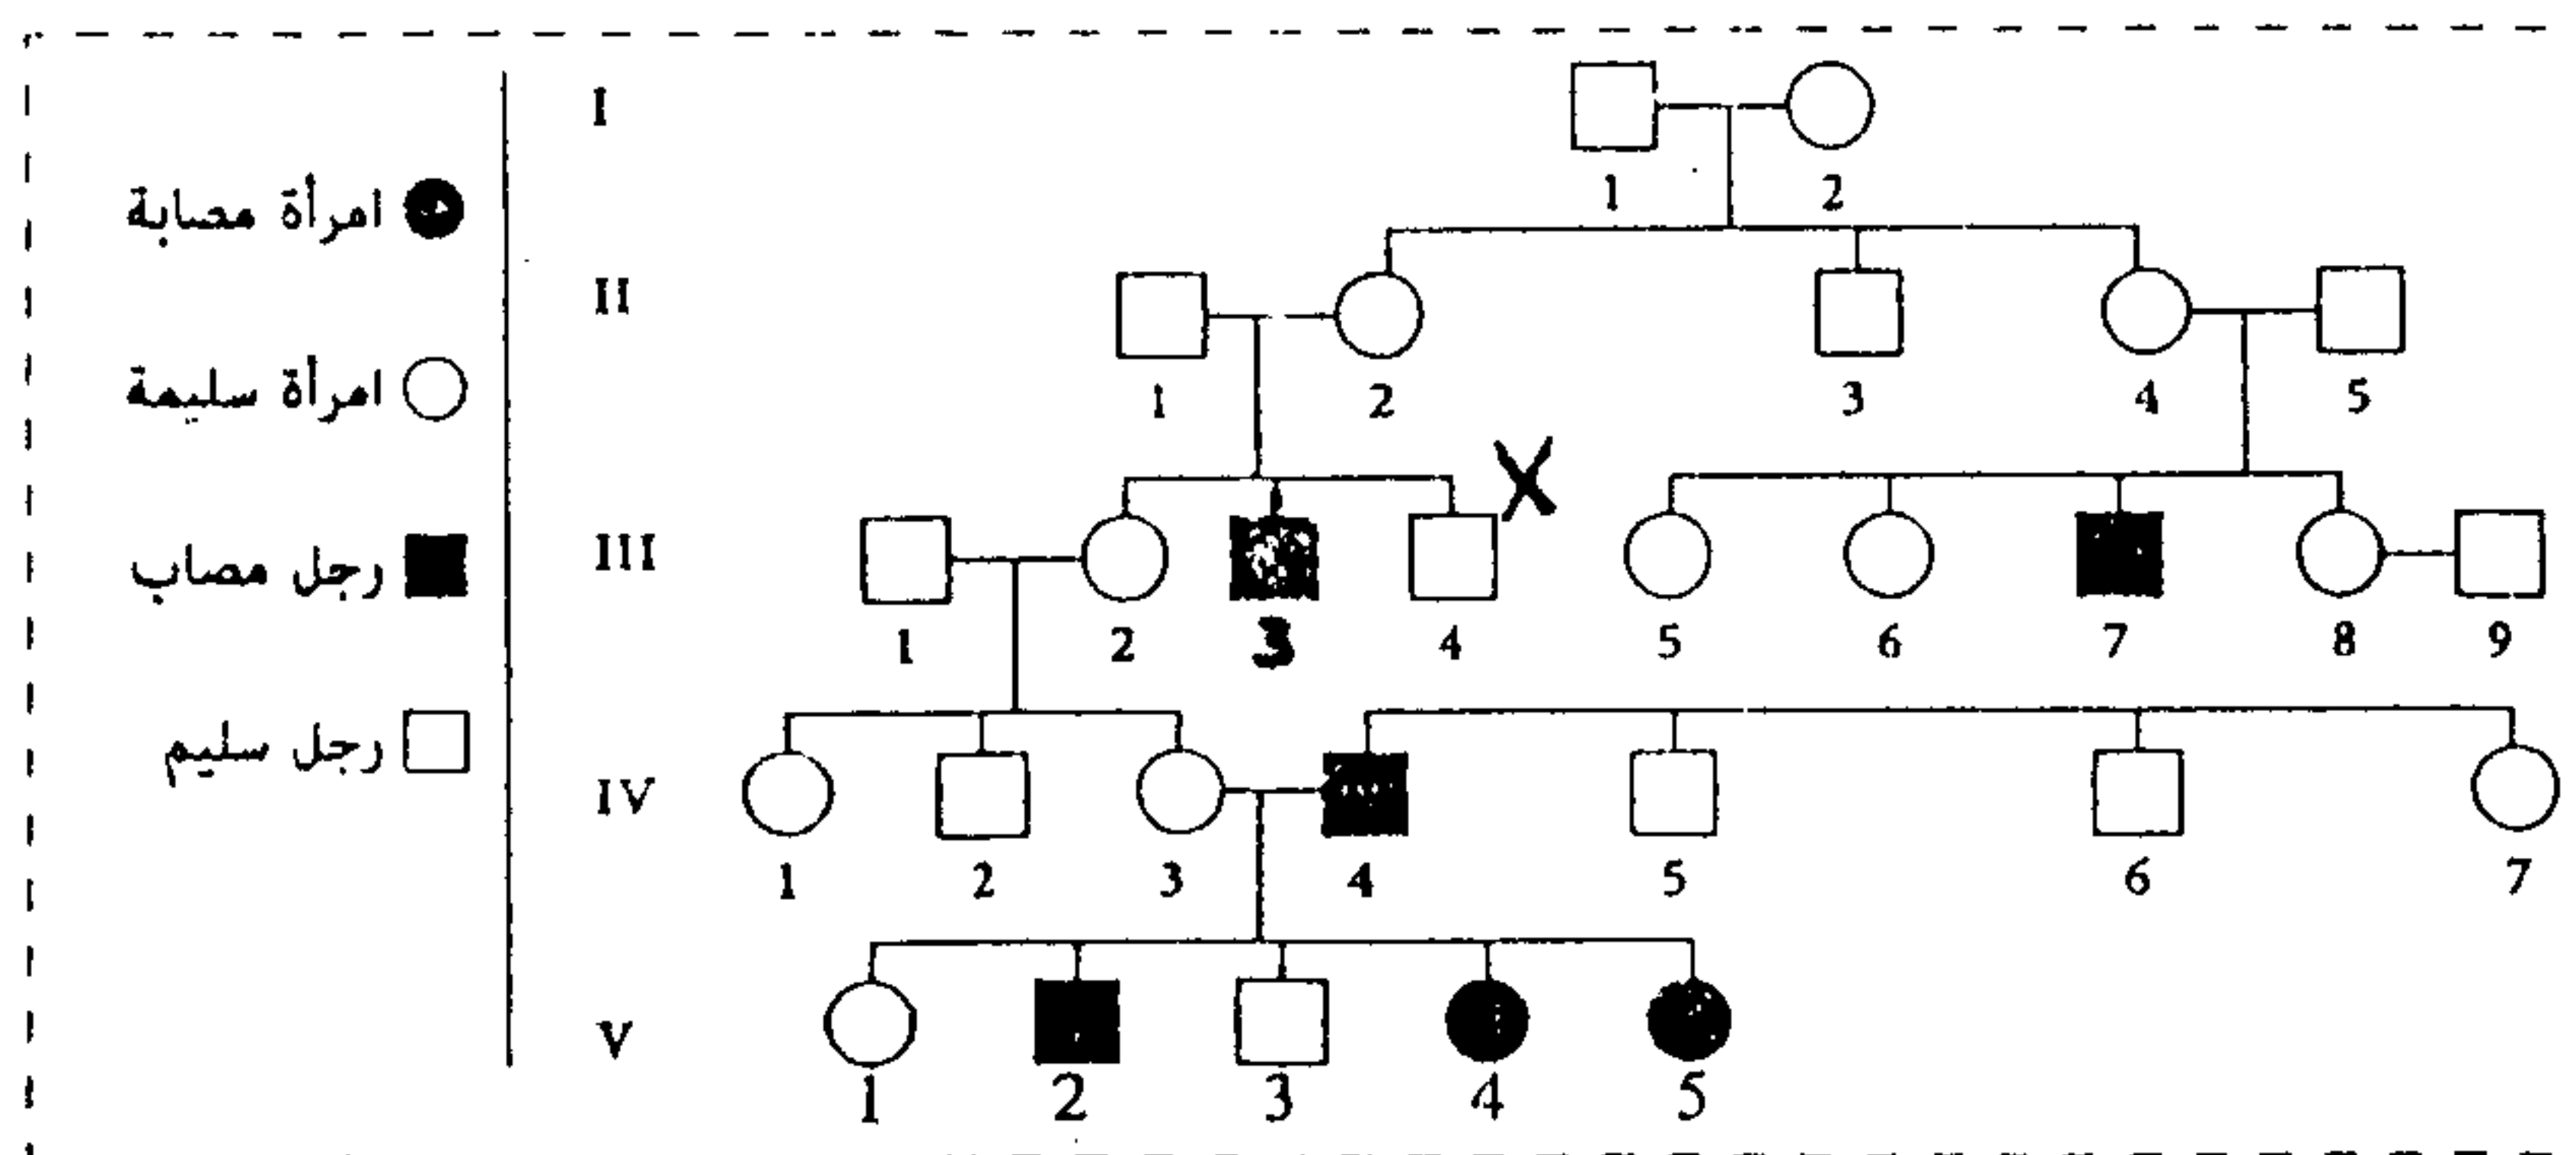 I
1 2
امرأة مصابة
II
1 2 3 4 5
امرأة سليمة
X
III
1 2 3 4 5 6 7 8 9
رجل مصاب
IV
1 2 3 4 5 6 7
رجل سليم
V
1 2 3 4 5